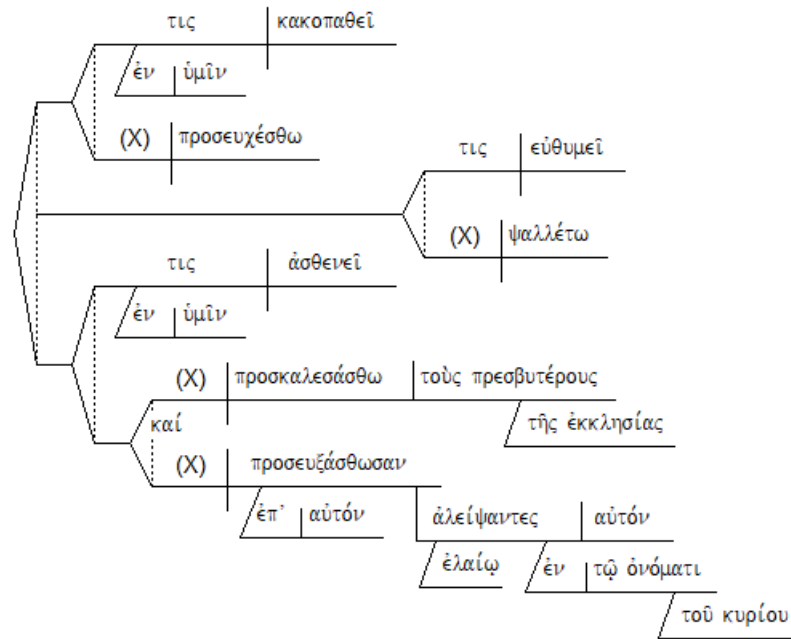 τις κακοπαθεῖ
ἐν ὑμῖν
(X) προσευχέσθω
τις εὐθυμεῖ
(X) ψαλλέτω
τις ἀσθενεῖ
ἐν ὑμῖν
(X) προσκαλεσάσθω τοὺς πρεσβυτέρους
καί τῆς ἐκκλησίας
(X) προσευξάσθωσαν
ἐπ' αὐτόν ἀλείψαντες αὐτόν
ἐλαίῳ ἐν τῷ ὀνόματι
τοῦ κυρίου